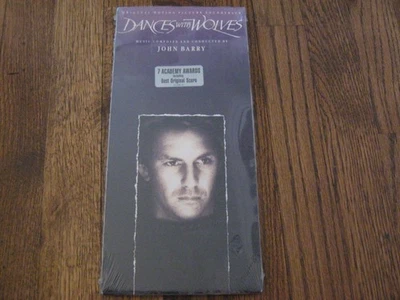 ORIGINAL MOTION PICTURE SOUNDTRACK
DANCES WITH WOLVES
MUSIC COMPOSED AND CONDUCTED BY
JOHN BARRY
7 ACADEMY AWARDS
including
Best Original Score